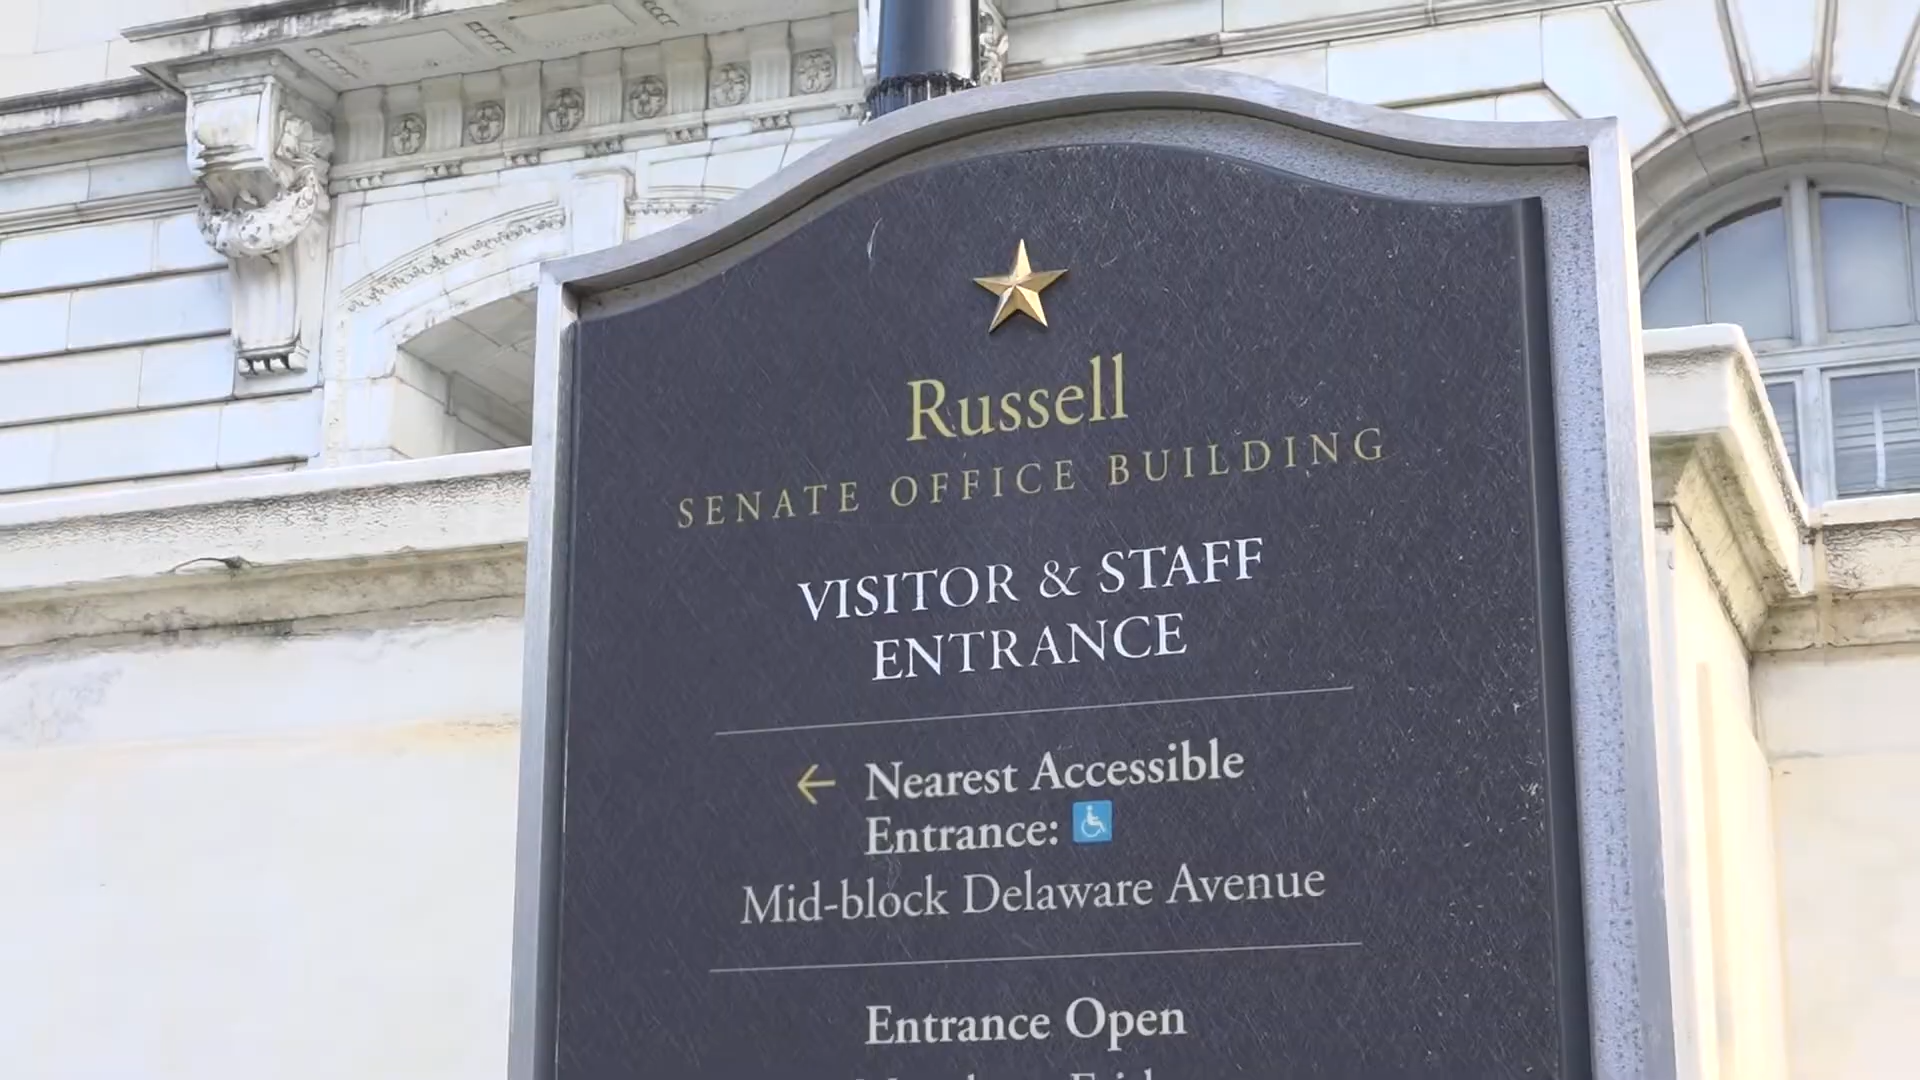 Russell
SENATE OFFICE BUILDING
VISITOR & STAFF
ENTRANCE
← Nearest Accessible
Entrance:
Mid-block Delaware Avenue
Entrance Open